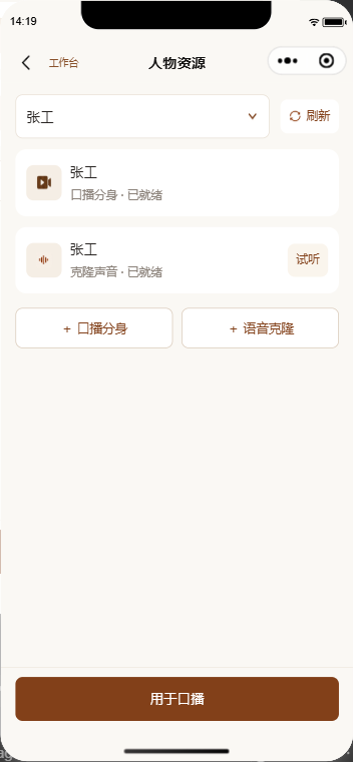 14:19
工作台
人物资源
张工
刷新
张工
口播分身 · 已就绪
张工
克隆声音 · 已就绪
试听
+ 口播分身
+ 语音克隆
用于口播